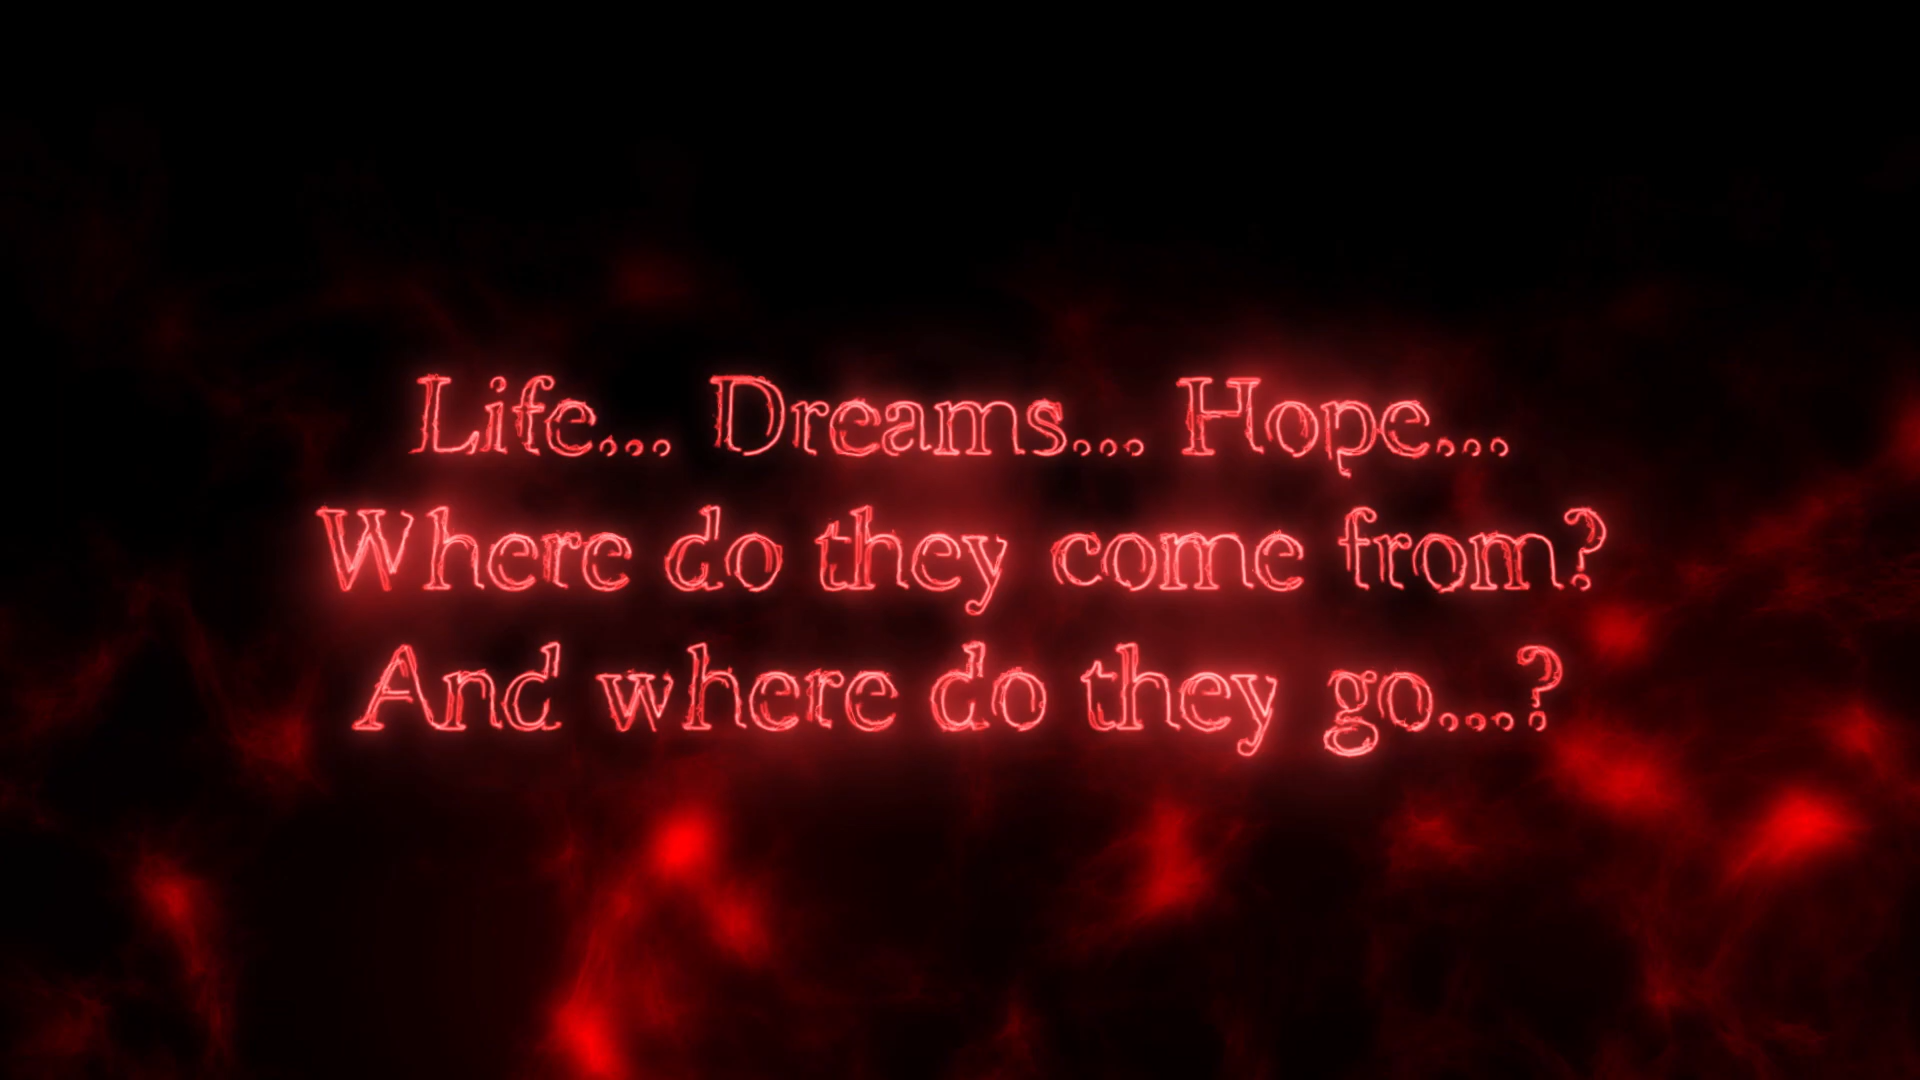 Life... Dreams... Hope...
Where do they come from?
And where do they go...?